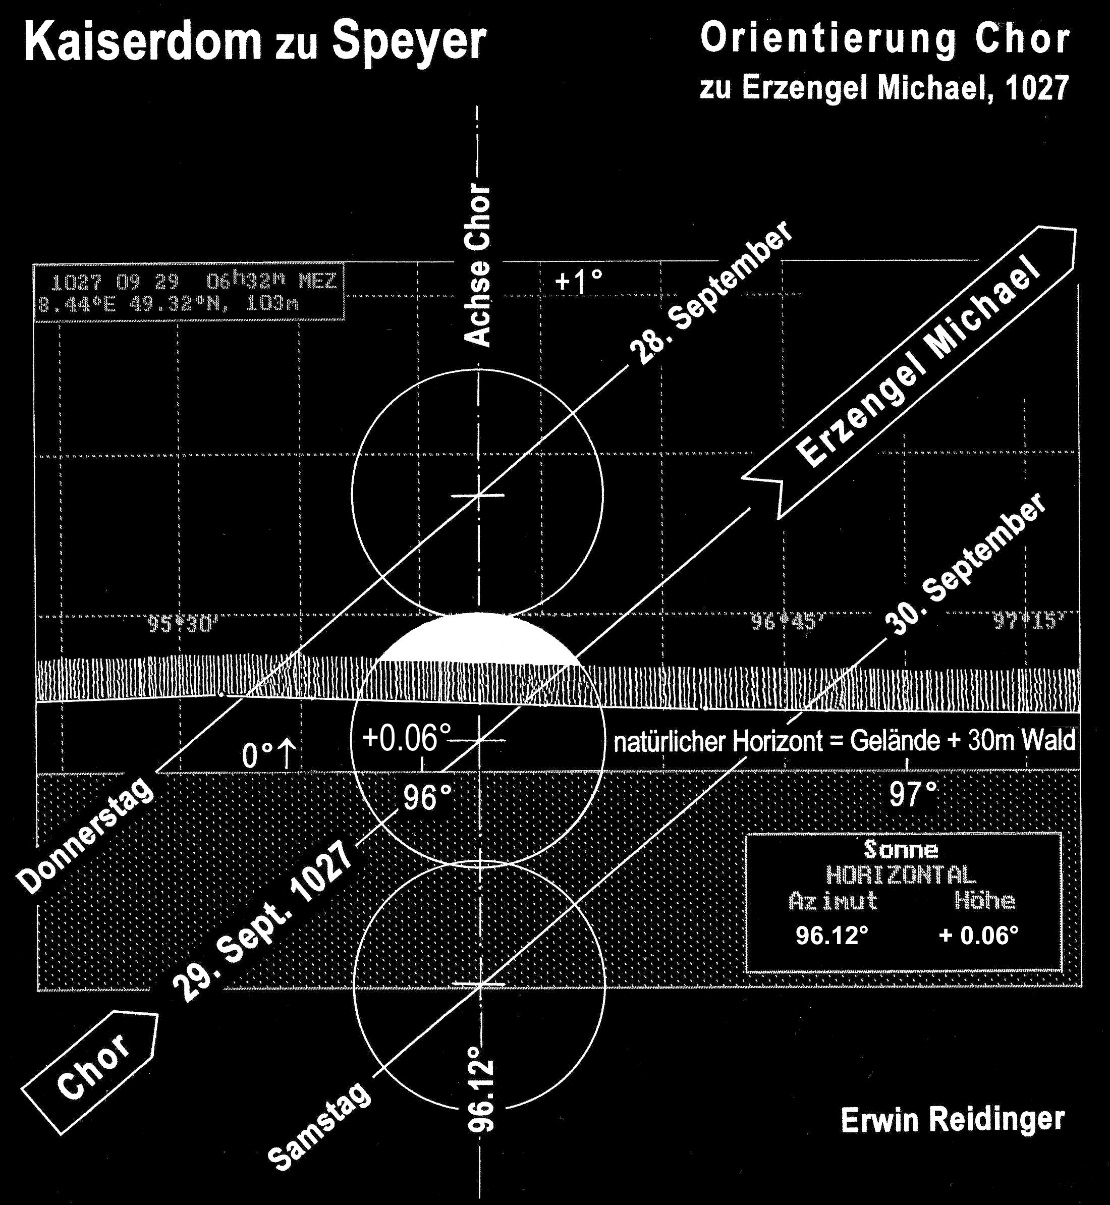 Kaiserdom zu Speyer
Orientierung Chor
zu Erzengel Michael, 1027
Achse Chor
28. September
1027 09 29 06h32m MEZ
8.44°E 49.32°N, 103m
+1°
Erzengel Michael
30. September
95°30'
96°45'
97°15'
+0.06°
natürlicher Horizont = Gelände + 30m Wald
0°↑
96°
97°
Donnerstag
29. Sept. 1027
Sonne
HORIZONTAL
Azimut Höhe
96.12° + 0.06°
Chor
96.12°
Samstag
Erwin Reidinger